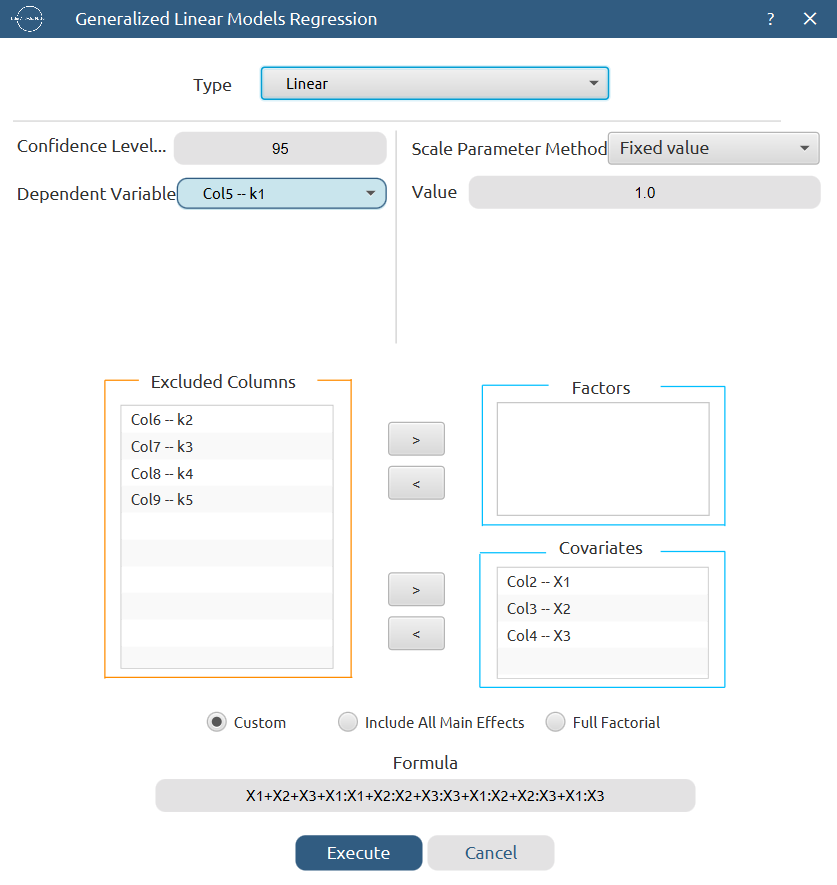 Generalized Linear Models Regression ?
Type Linear
Confidence Level... 95
Scale Parameter Method Fixed value
Dependent Variable Col5 -- k1
Value 1.0
Excluded Columns
Col6 -- k2
Col7 -- k3
Col8 -- k4
Col9 -- k5
>
<
Factors
>
<
Covariates
Col2 -- X1
Col3 -- X2
Col4 -- X3
Custom Include All Main Effects Full Factorial
Formula
X1+X2+X3+X1:X1+X2:X2+X3:X3+X1:X2+X2:X3+X1:X3
Execute Cancel